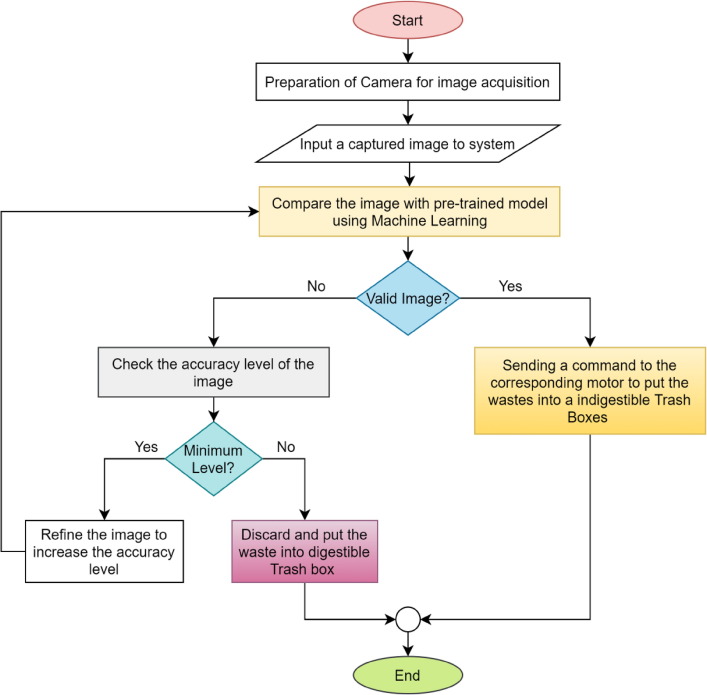 Start
Preparation of Camera for image acquisition
Input a captured image to system
Compare the image with pre-trained model
using Machine Learning
No
Valid Image?
Yes
Check the accuracy level of the
image
Sending a command to the
corresponding motor to put the
wastes into a indigestible Trash
Boxes
Yes
Minimum
Level?
No
Refine the image to
increase the accuracy
level
Discard and put the
waste into digestible
Trash box
End